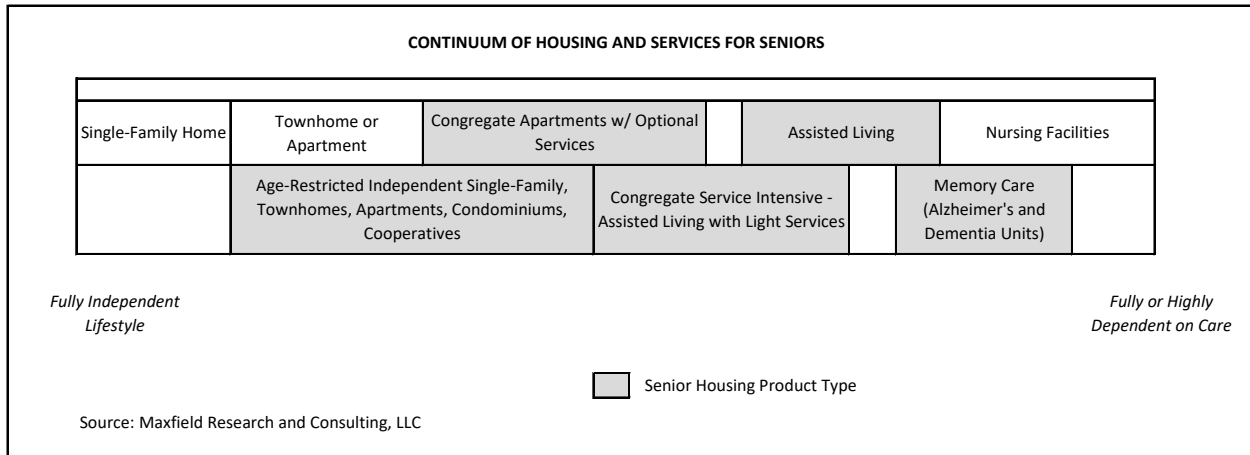 CONTINUUM OF HOUSING AND SERVICES FOR SENIORS
Single-Family Home
Townhome or
Apartment
Congregate Apartments w/ Optional
Services
Assisted Living
Nursing Facilities
Age-Restricted Independent Single-Family,
Townhomes, Apartments, Condominiums,
Cooperatives
Congregate Service Intensive -
Assisted Living with Light Services
Memory Care
(Alzheimer's and
Dementia Units)
Fully Independent
Lifestyle
Fully or Highly
Dependent on Care
Senior Housing Product Type
Source: Maxfield Research and Consulting, LLC